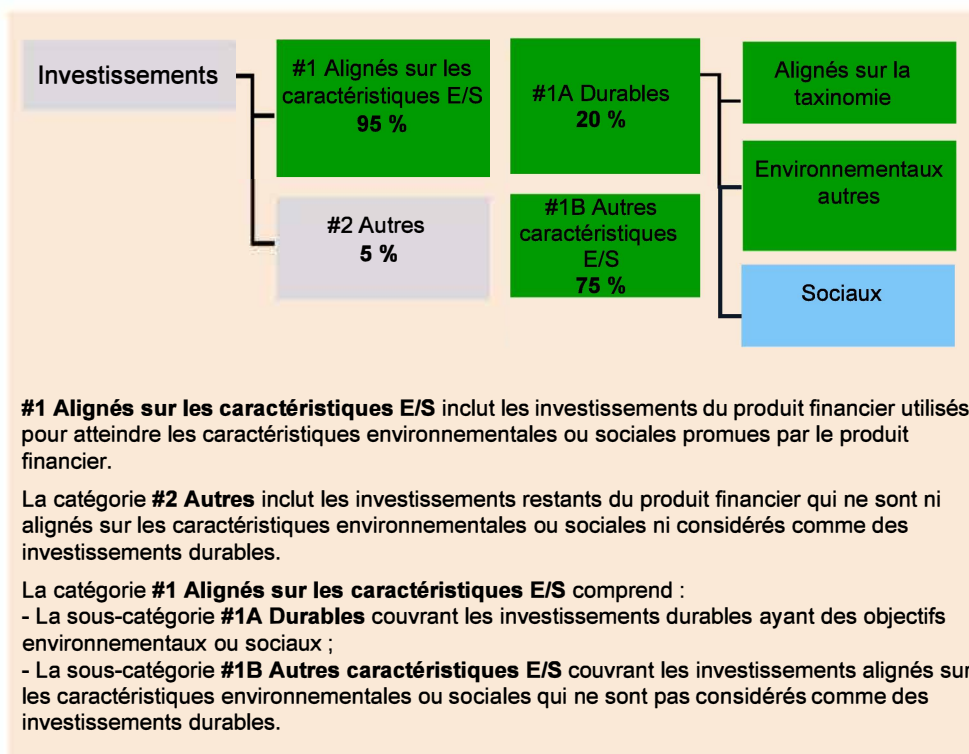 Investissements
#1 Alignés sur les
caractéristiques E/S
95 %
#2 Autres
5 %
#1A Durables
20 %
#1B Autres
caractéristiques
E/S
75 %
Alignés sur la
taxinomie
Environnementaux
autres
Sociaux
#1 Alignés sur les caractéristiques E/S inclut les investissements du produit financier utilisés
pour atteindre les caractéristiques environnementales ou sociales promues par le produit
financier.
La catégorie #2 Autres inclut les investissements restants du produit financier qui ne sont ni
alignés sur les caractéristiques environnementales ou sociales ni considérés comme des
investissements durables.
La catégorie #1 Alignés sur les caractéristiques E/S comprend :
- La sous-catégorie #1A Durables couvrant les investissements durables ayant des objectifs
environnementaux ou sociaux ;
- La sous-catégorie #1B Autres caractéristiques E/S couvrant les investissements alignés sur
les caractéristiques environnementales ou sociales qui ne sont pas considérés comme des
investissements durables.